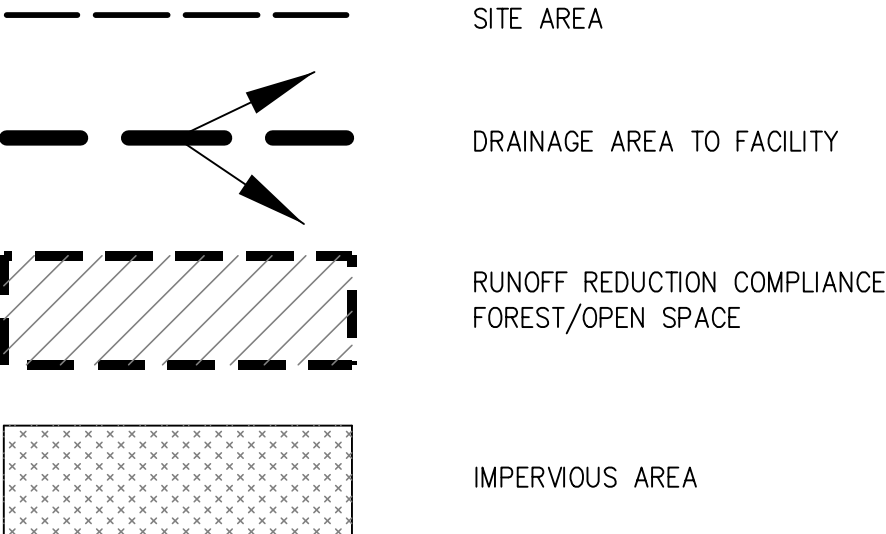 SITE AREA
DRAINAGE AREA TO FACILITY
RUNOFF REDUCTION COMPLIANCE
FOREST/OPEN SPACE
IMPERVIOUS AREA